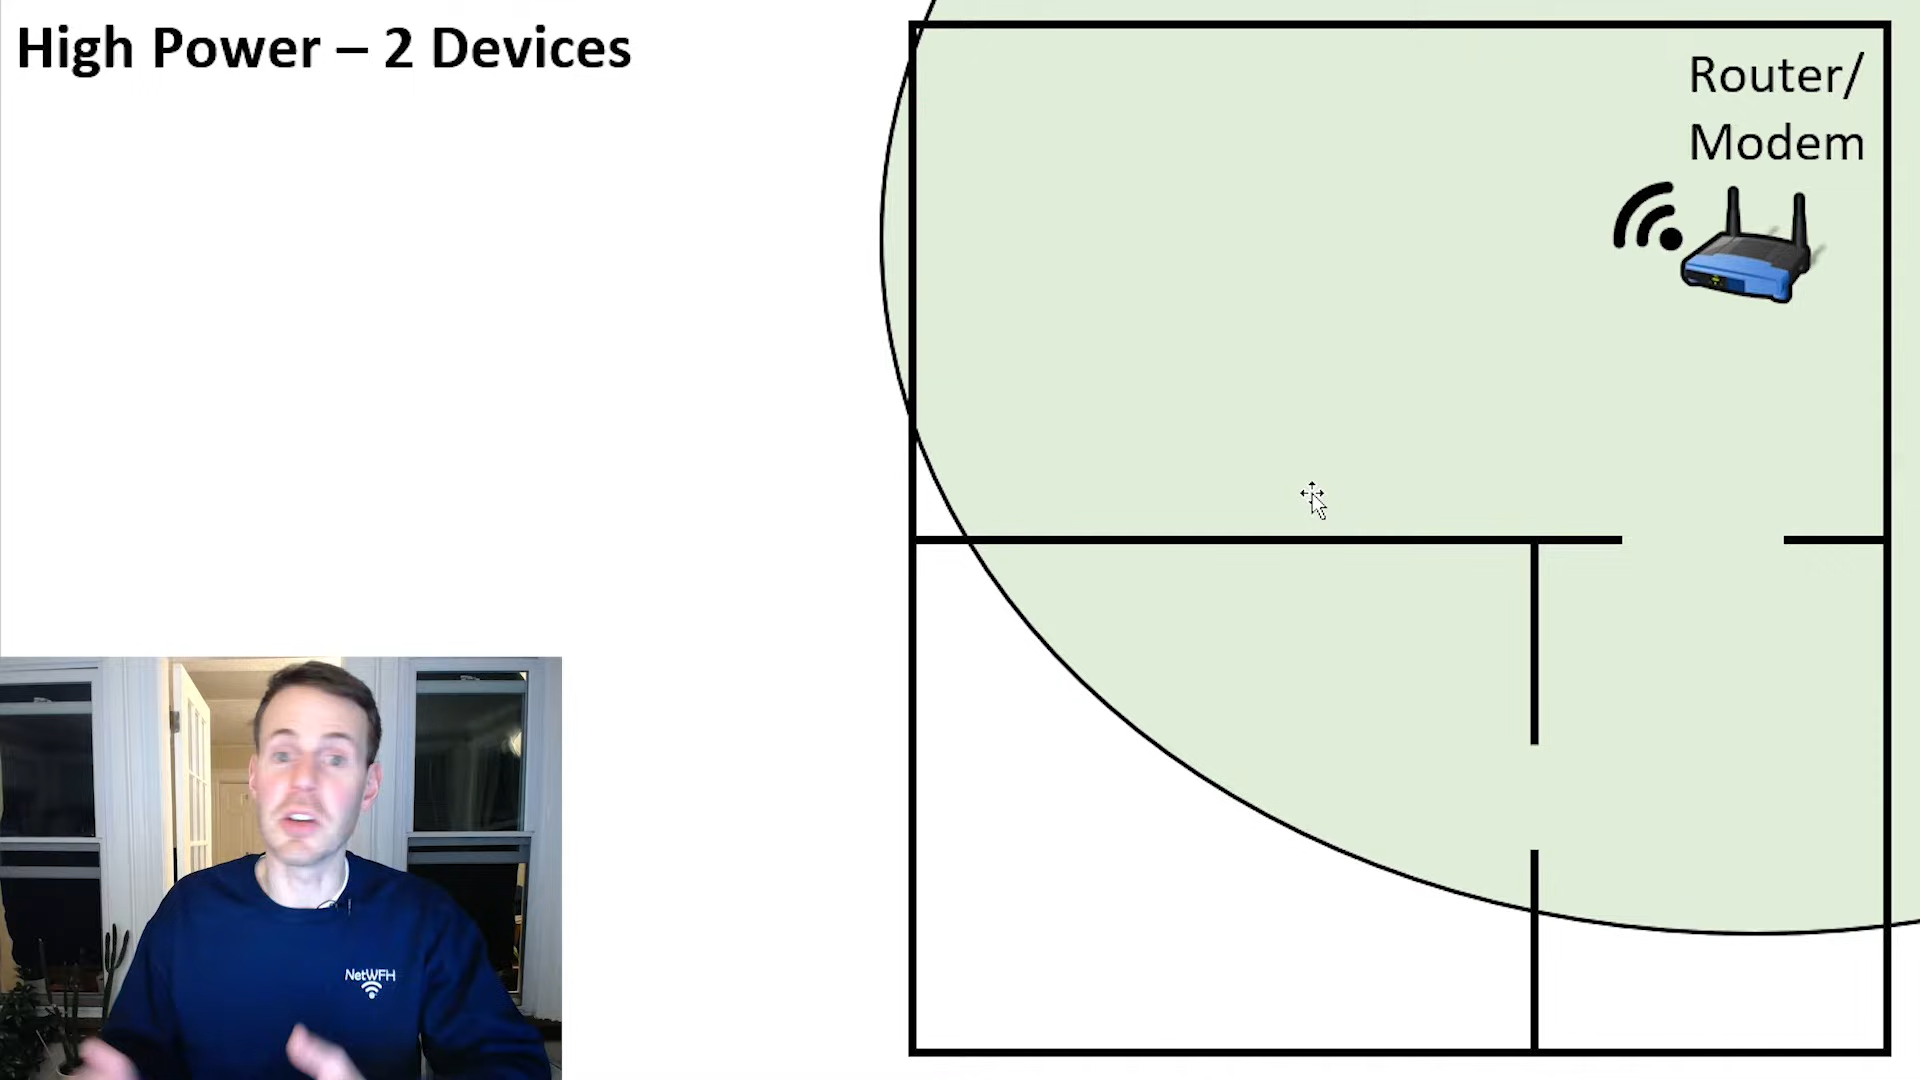 High Power – 2 Devices
Router/
Modem
NetWFH